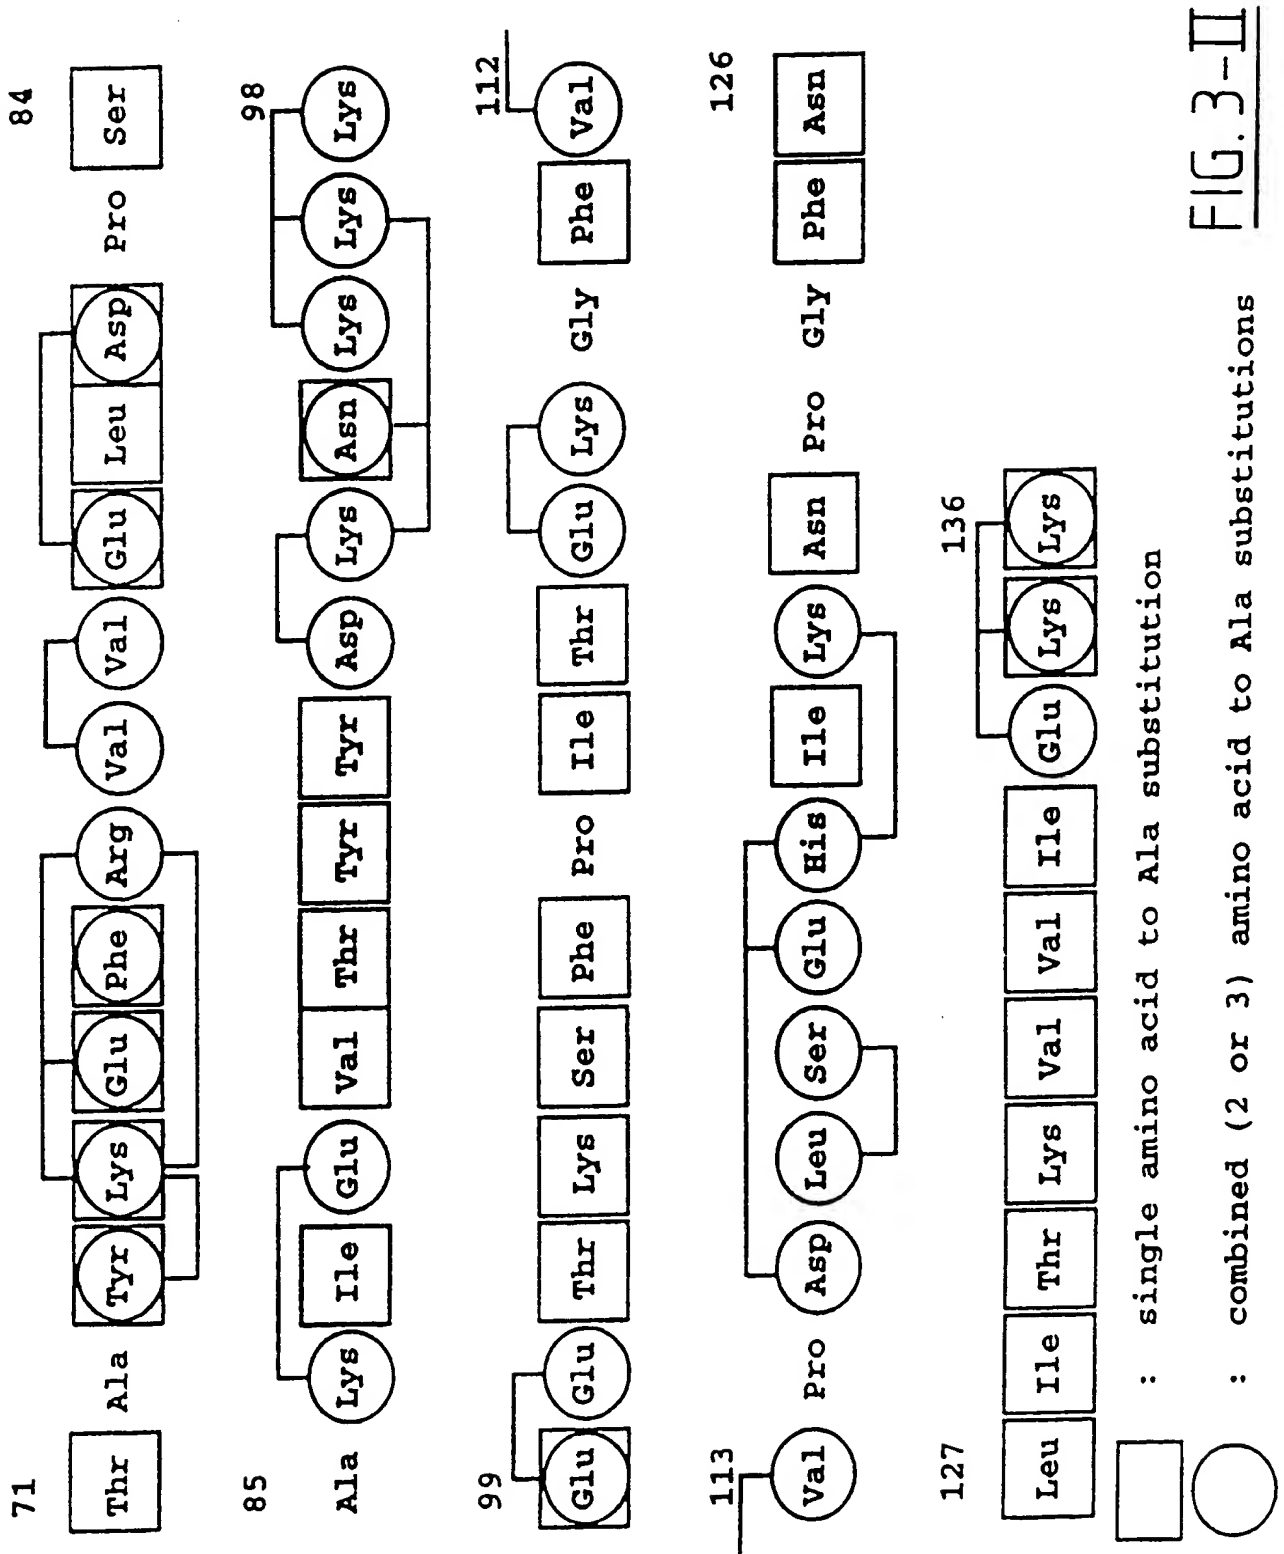 71 84
Thr Ala Tyr Lys Glu Phe Arg Val Val Glu Leu Asp Pro Ser
85 98
Ala Lys Ile Glu Val Thr Tyr Tyr Asp Lys Asn Lys Lys Lys
99 112
Glu Glu Thr Lys Ser Phe Pro Ile Thr Glu Lys Gly Phe Val
113 126
Val Pro Asp Leu Ser Glu His Ile Lys Asn Pro Gly Phe Asn
127 136
Leu Ile Thr Lys Val Val Ile Glu Lys Lys
: single amino acid to Ala substitution
: combined (2 or 3) amino acid to Ala substitutions
FIG. 3-II